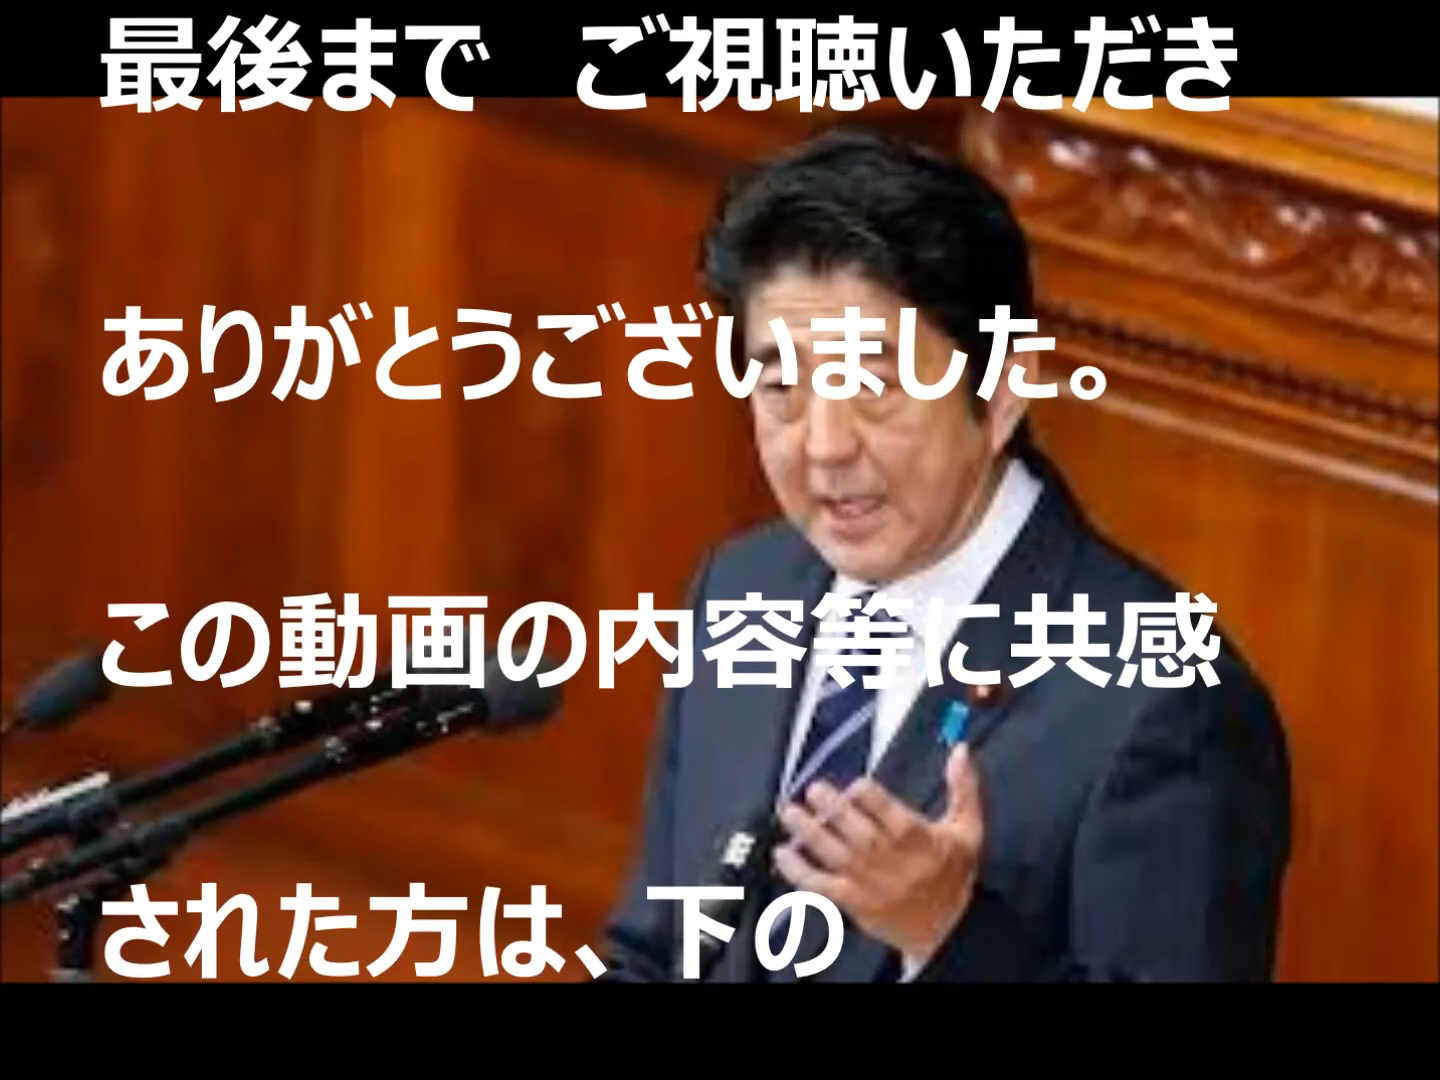 最後まで　ご視聴いただき
ありがとうございました。
この動画の内容等に共感
された方は、下の